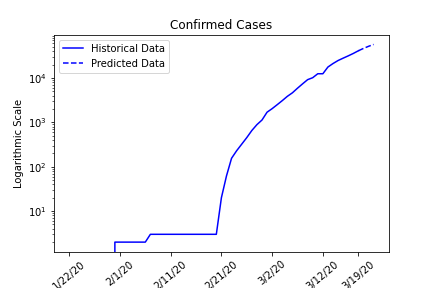 Confirmed Cases
Historical Data
Predicted Data
Logarithmic Scale
10⁴
10³
10²
10¹
1/22/20
2/1/20
2/11/20
2/21/20
3/2/20
3/12/20
3/19/20